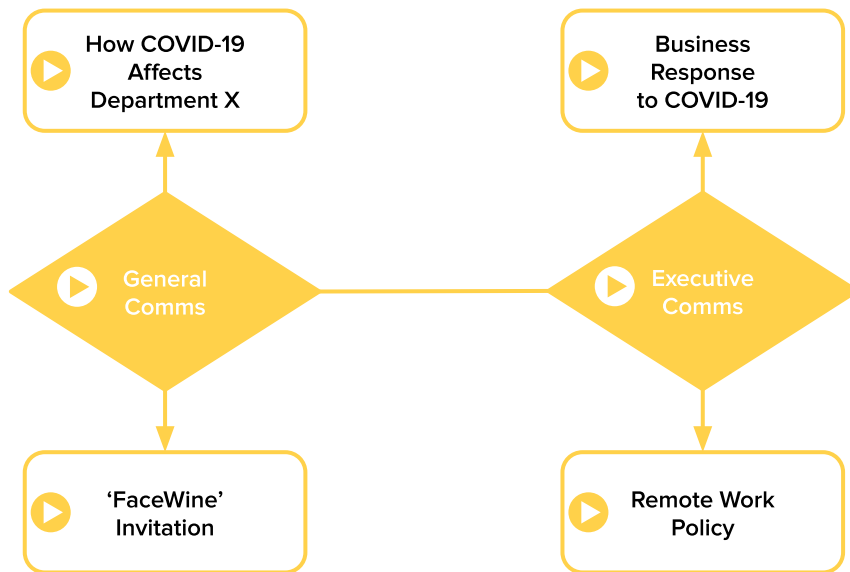 How COVID-19
Affects
Department X
Business
Response
to COVID-19
General
Comms
Executive
Comms
‘FaceWine’
Invitation
Remote Work
Policy